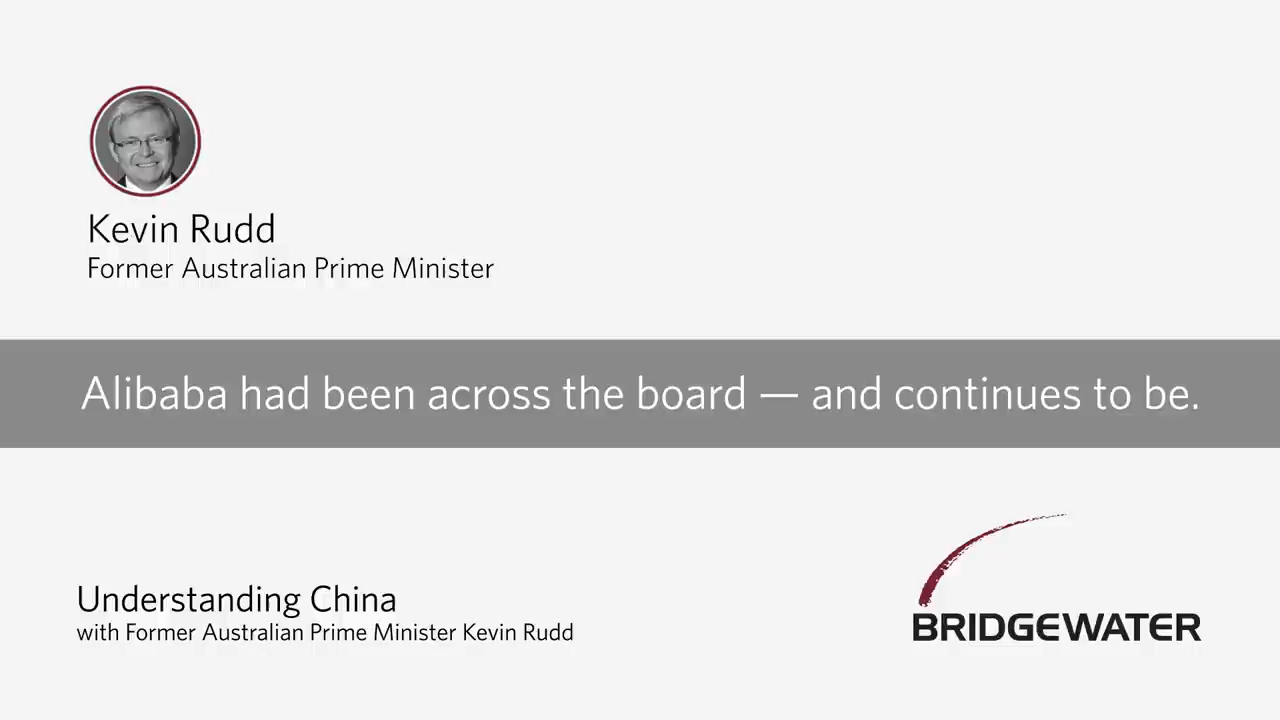 Kevin Rudd
Former Australian Prime Minister
Alibaba had been across the board — and continues to be.
Understanding China
with Former Australian Prime Minister Kevin Rudd
BRIDGEWATER